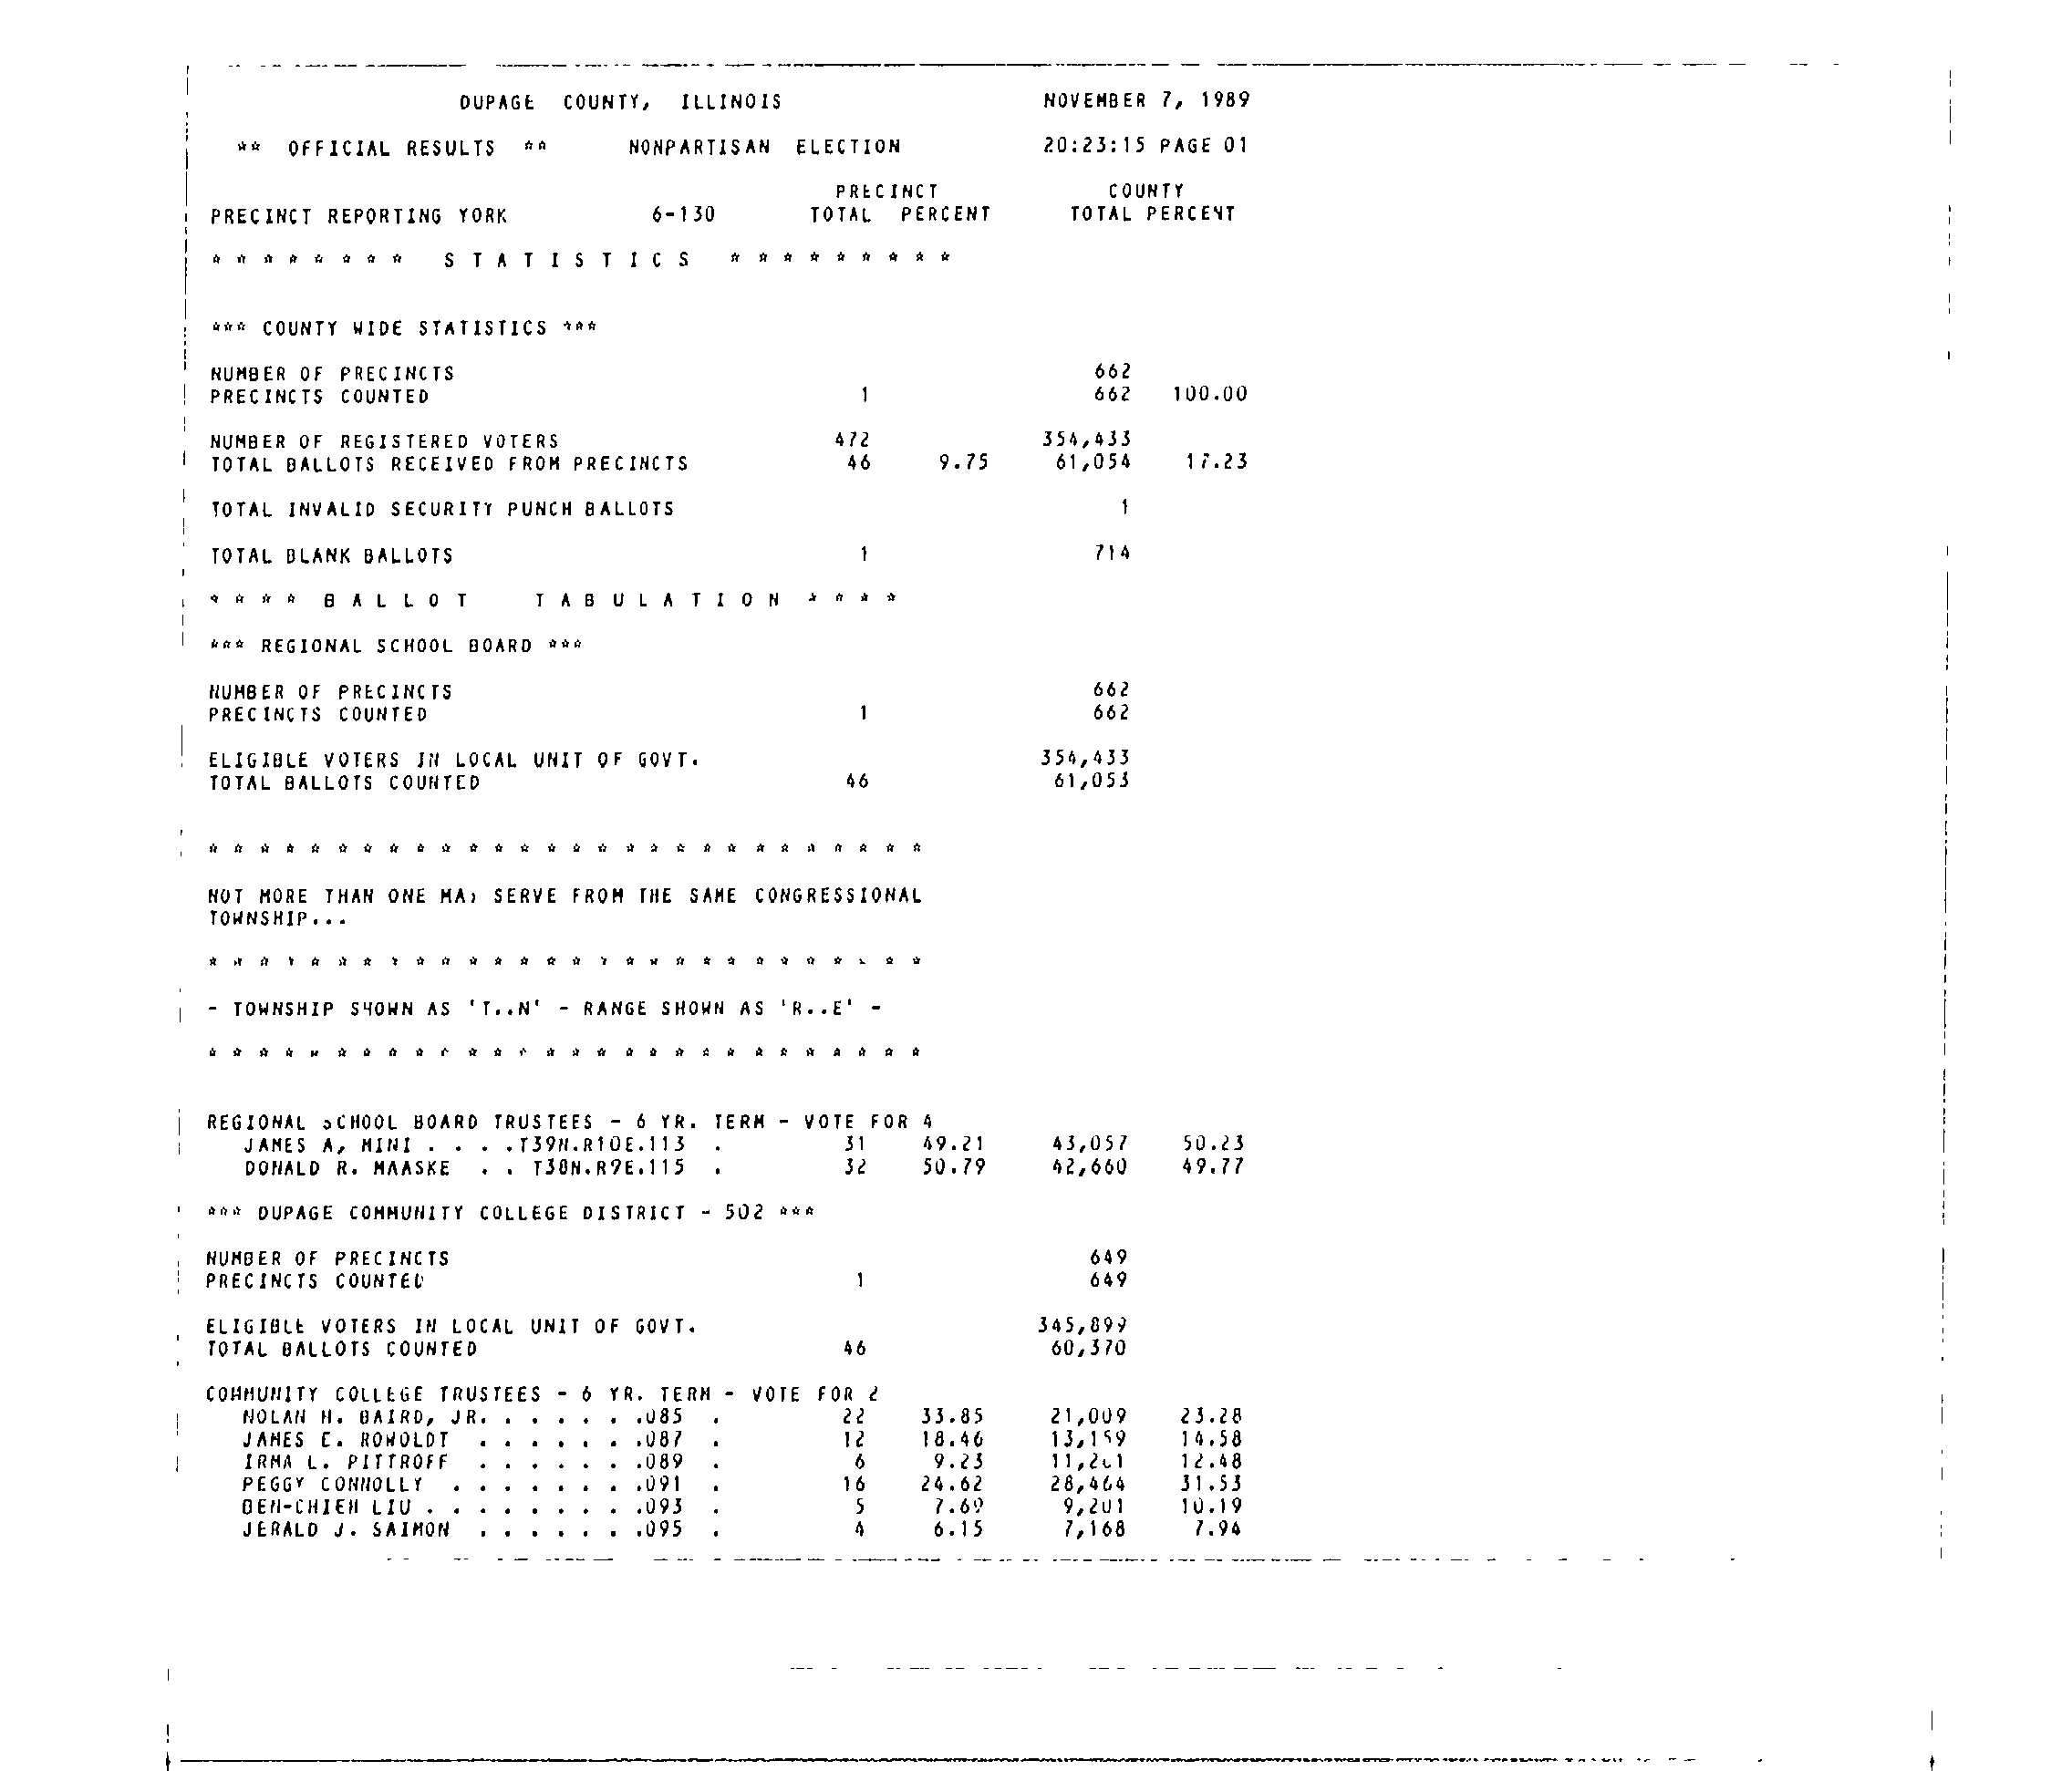 DUPAGE COUNTY, ILLINOIS NOVEMBER 7, 1989
** OFFICIAL RESULTS ** NONPARTISAN ELECTION 20:23:15 PAGE 01
PRECINCT COUNTY
PRECINCT REPORTING YORK 6-130 TOTAL PERCENT TOTAL PERCENT
* * * * * * * * S T A T I S T I C S * * * * * * * * *
*** COUNTY WIDE STATISTICS ***
NUMBER OF PRECINCTS 662
PRECINCTS COUNTED 1 662 100.00
NUMBER OF REGISTERED VOTERS 472 354,433
TOTAL BALLOTS RECEIVED FROM PRECINCTS 46 9.75 61,054 17.23
TOTAL INVALID SECURITY PUNCH BALLOTS 1
TOTAL BLANK BALLOTS 1 714
* * * * B A L L O T T A B U L A T I O N * * * *
*** REGIONAL SCHOOL BOARD ***
NUMBER OF PRECINCTS 662
PRECINCTS COUNTED 1 662
ELIGIBLE VOTERS IN LOCAL UNIT OF GOVT. 354,433
TOTAL BALLOTS COUNTED 46 61,053
* * * * * * * * * * * * * * * * * * * * * * * * * * * *
NOT MORE THAN ONE MAY SERVE FROM THE SAME CONGRESSIONAL
TOWNSHIP...
* * * * * * * * * * * * * * * * * * * * * * * * * * * *
- TOWNSHIP SHOWN AS 'T..N' - RANGE SHOWN AS 'R..E' -
* * * * * * * * * * * * * * * * * * * * * * * * * * * *
REGIONAL SCHOOL BOARD TRUSTEES - 6 YR. TERM - VOTE FOR 4
JAMES A, MINI . . . .T39N.R10E.113 . 31 49.21 43,057 50.23
DONALD R. MAASKE . . T38N.R9E.115 . 32 50.79 42,660 49.77
*** DUPAGE COMMUNITY COLLEGE DISTRICT - 502 ***
NUMBER OF PRECINCTS 649
PRECINCTS COUNTED 1 649
ELIGIBLE VOTERS IN LOCAL UNIT OF GOVT. 345,899
TOTAL BALLOTS COUNTED 46 60,370
COMMUNITY COLLEGE TRUSTEES - 6 YR. TERM - VOTE FOR 2
NOLAN H. BAIRD, JR. . . . . . .085 . 22 33.85 21,009 23.28
JAMES E. ROWOLDT . . . . . . .087 . 12 18.46 13,159 14.58
IRMA L. PITTROFF . . . . . . .089 . 6 9.23 12.48
PEGGY CONNOLLY . . . . . . . .091 . 16 24.62 28,464 31.53
BEN-CHIEH LIU . . . . . . . . .093 . 5 7.69 9,201 10.19
JERALD J. SAIMON . . . . . . .095 . 4 6.15 7,168 7.94